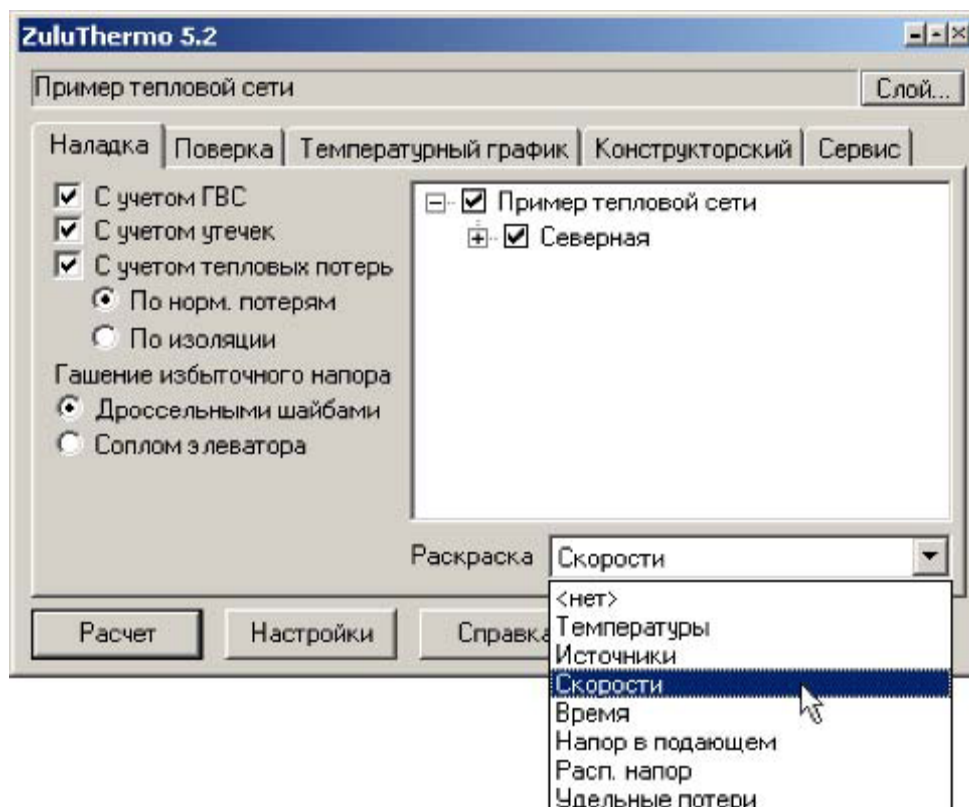 ZuluThermo 5.2
Пример тепловой сети
Слой...
Наладка Поверка Температурный график Конструкторский Сервис
С учетом ГВС
С учетом утечек
С учетом тепловых потерь
По норм. потерям
По изоляции
Гашение избыточного напора
Дроссельными шайбами
Соплом элеватора
Пример тепловой сети
Северная
Раскраска Скорости
Расчет Настройки Справка
<нет>
Температуры
Источники
Скорости
Время
Напор в подающем
Расп. напор
Удельные потери